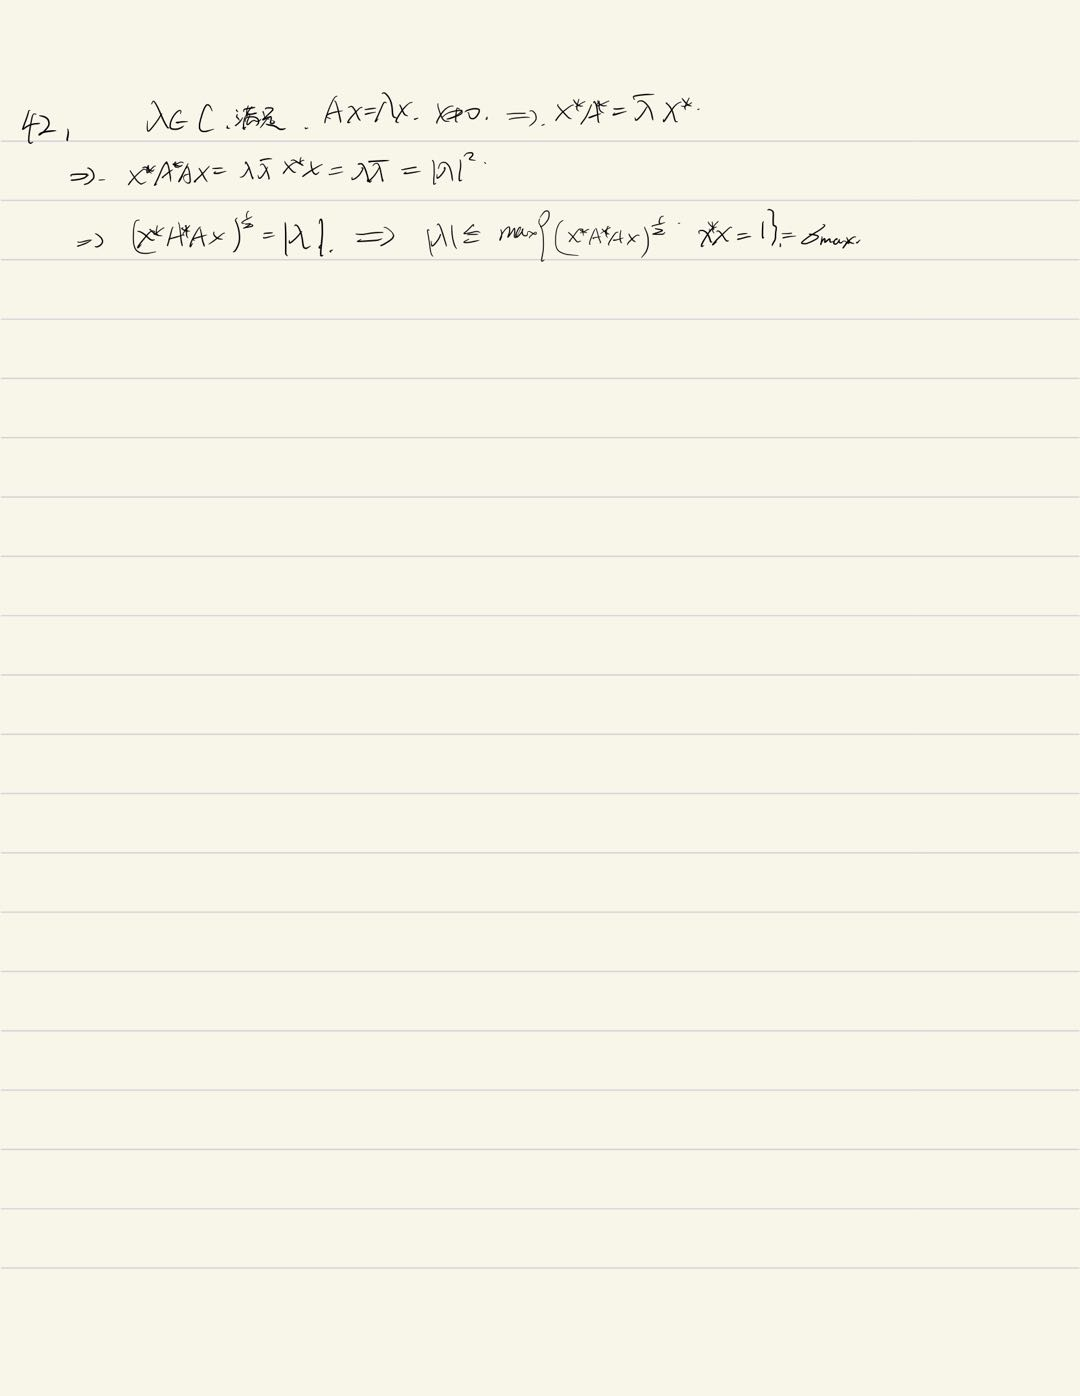 42, λ∈C.满足. Ax=λx. x≠0. ⇒. x*A*=λ̄x*.
⇒. x*A*Ax= λλ̄x*x = λλ̄ = |λ|².
⇒ (x*A*Ax)^½ = |λ|. ⇒ |λ| ≤ max{(x*A*Ax)^½. x*x=1}.=σmax.